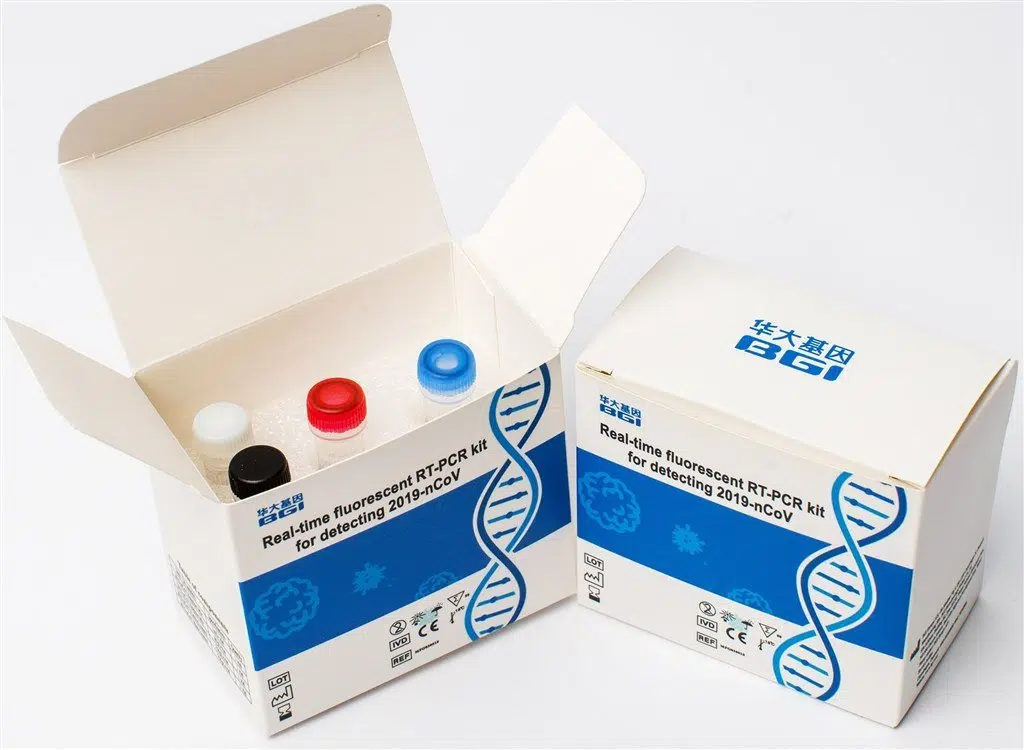 华大基因
BGI
Real-time fluorescent RT-PCR kit
for detecting 2019-nCoV
IVD
CE
REF
LOT
华大基因
BGI
华大基因
BGI
Real-time fluorescent RT-PCR kit
for detecting 2019-nCoV
LOT
IVD
CE
REF